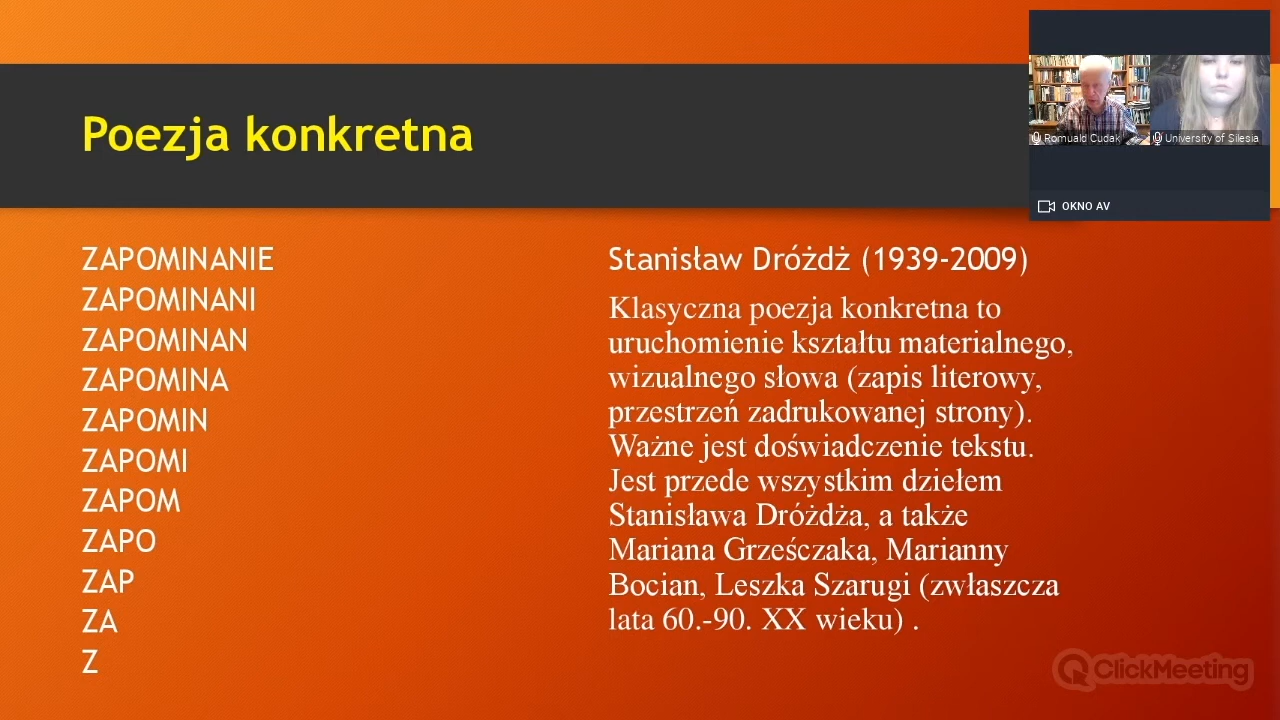 Poezja konkretna
Romuald Cudak
University of Silesia
OKNO AV
ZAPOMINANIE
ZAPOMINANI
ZAPOMINAN
ZAPOMINA
ZAPOMIN
ZAPOMI
ZAPOM
ZAPO
ZAP
ZA
Z
Stanisław Dróżdż (1939-2009)
Klasyczna poezja konkretna to
uruchomienie kształtu materialnego,
wizualnego słowa (zapis literowy,
przestrzeń zadrukowanej strony).
Ważne jest doświadczenie tekstu.
Jest przede wszystkim dziełem
Stanisława Dróżdża, a także
Mariana Grześczaka, Marianny
Bocian, Leszka Szarugi (zwłaszcza
lata 60.-90. XX wieku) .
ClickMeeting